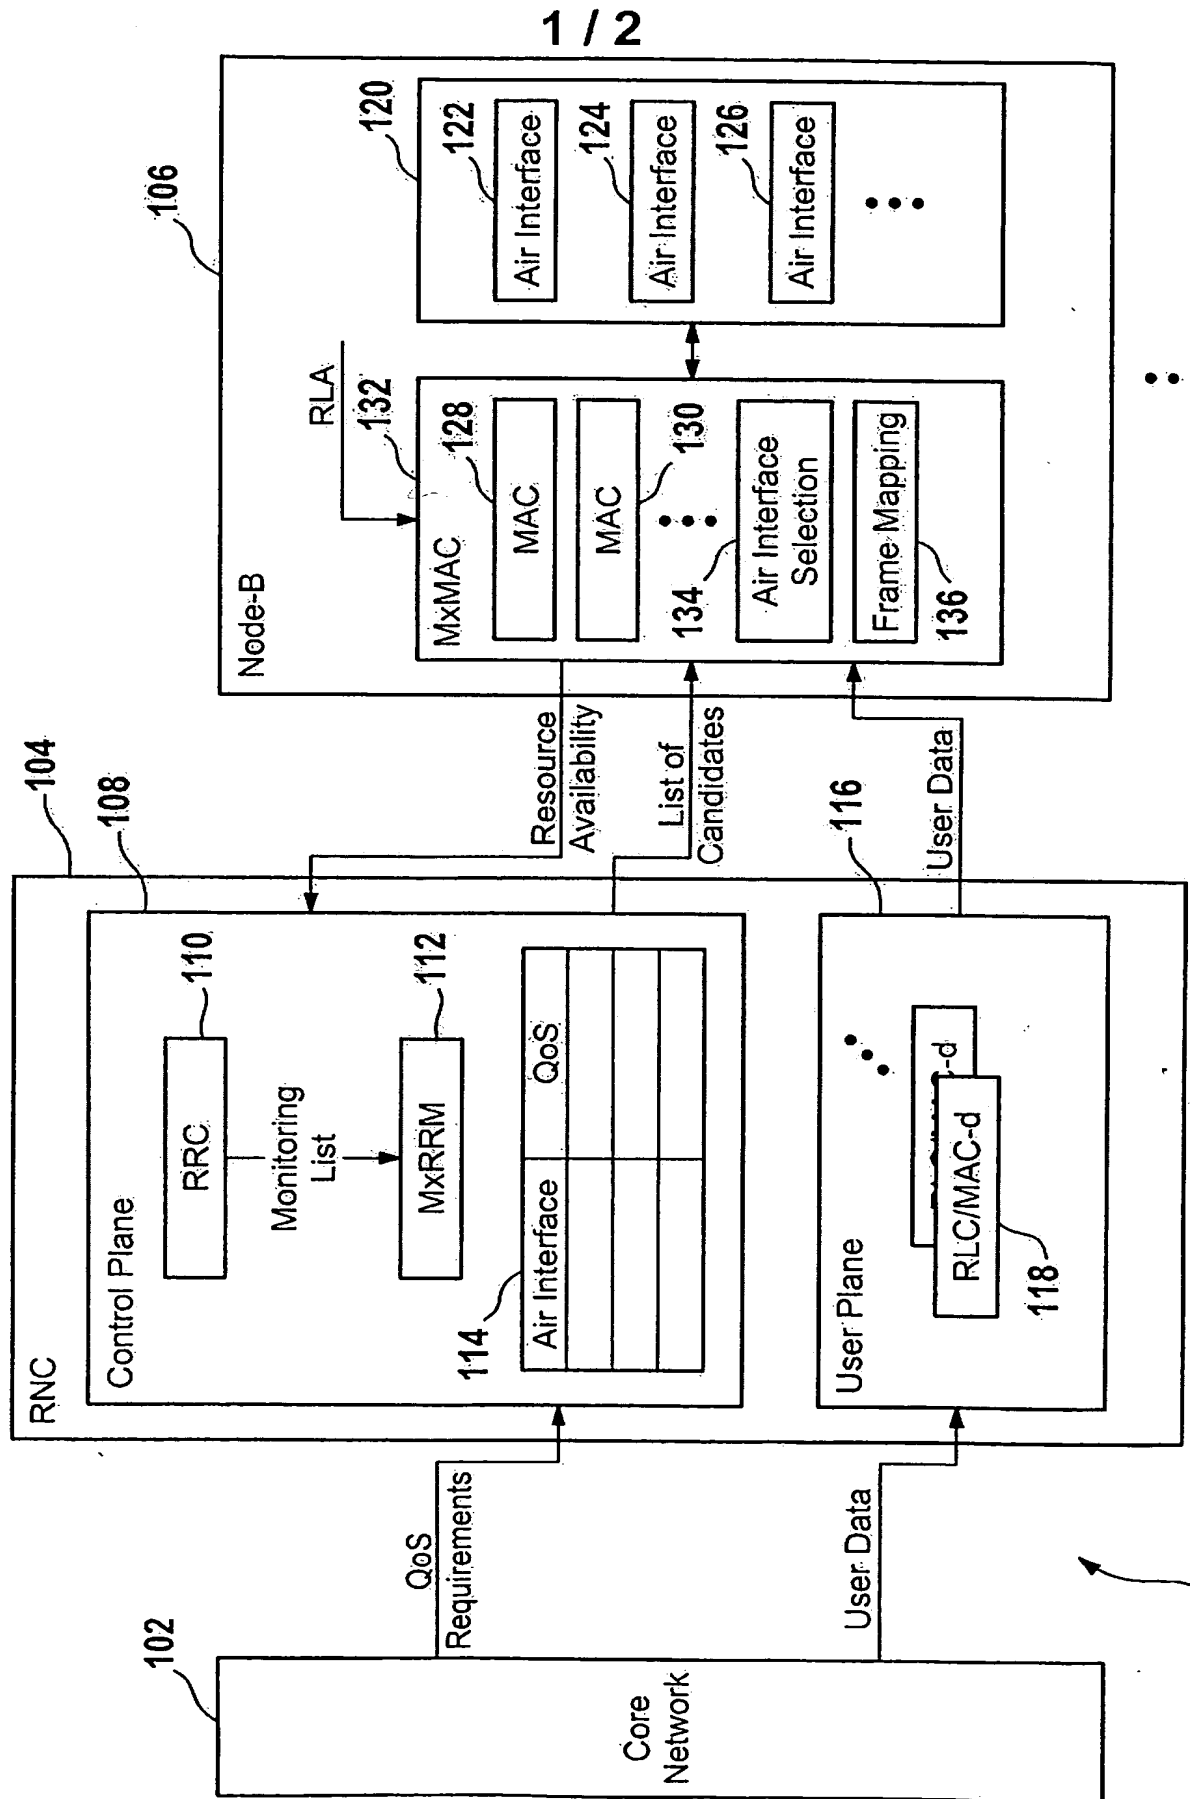 1 / 2
106
Node-B
RLA
132
120
MxMAC
128
MAC
MAC
130
134
Air Interface
Selection
Frame Mapping
136
122
Air Interface
124
Air Interface
126
Air Interface
104
RNC
108
Control Plane
110
RRC
Monitoring
List
112
MxRRM
114
Air Interface
QoS
Resource
Availability
List of
Candidates
User Data
116
User Plane
RLC/MAC-d
118
QoS
Requirements
User Data
102
Core
Network